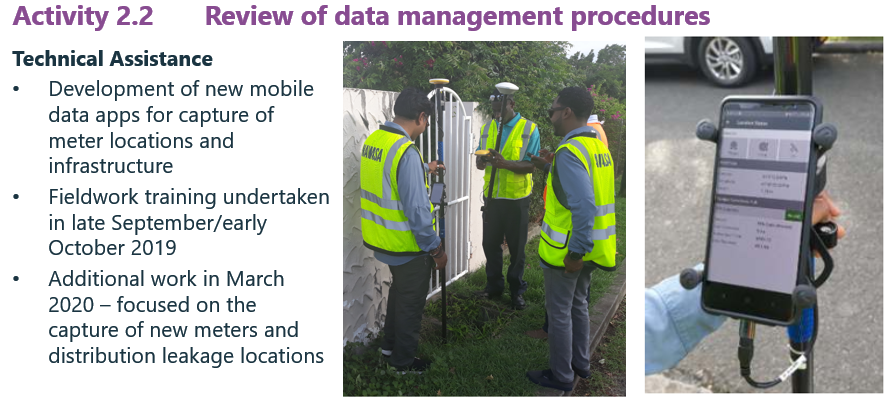 Activity 2.2 Review of data management procedures
Technical Assistance
• Development of new mobile
data apps for capture of
meter locations and
infrastructure
• Fieldwork training undertaken
in late September/early
October 2019
• Additional work in March
2020 – focused on the
capture of new meters and
distribution leakage locations
Location Status